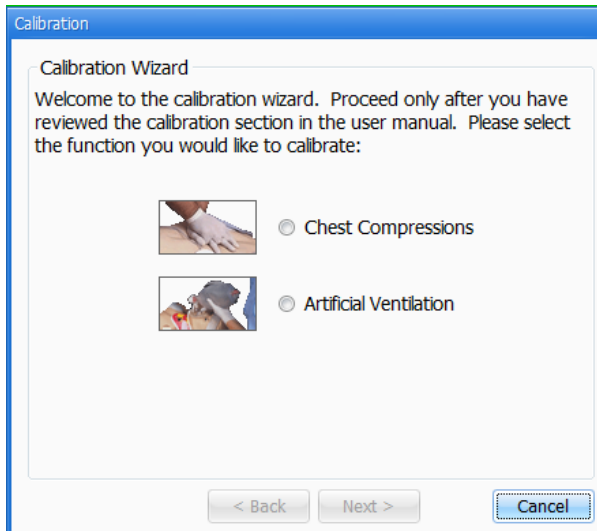 Calibration
Calibration Wizard
Welcome to the calibration wizard. Proceed only after you have
reviewed the calibration section in the user manual. Please select
the function you would like to calibrate:
Chest Compressions
Artificial Ventilation
< Back
Next >
Cancel